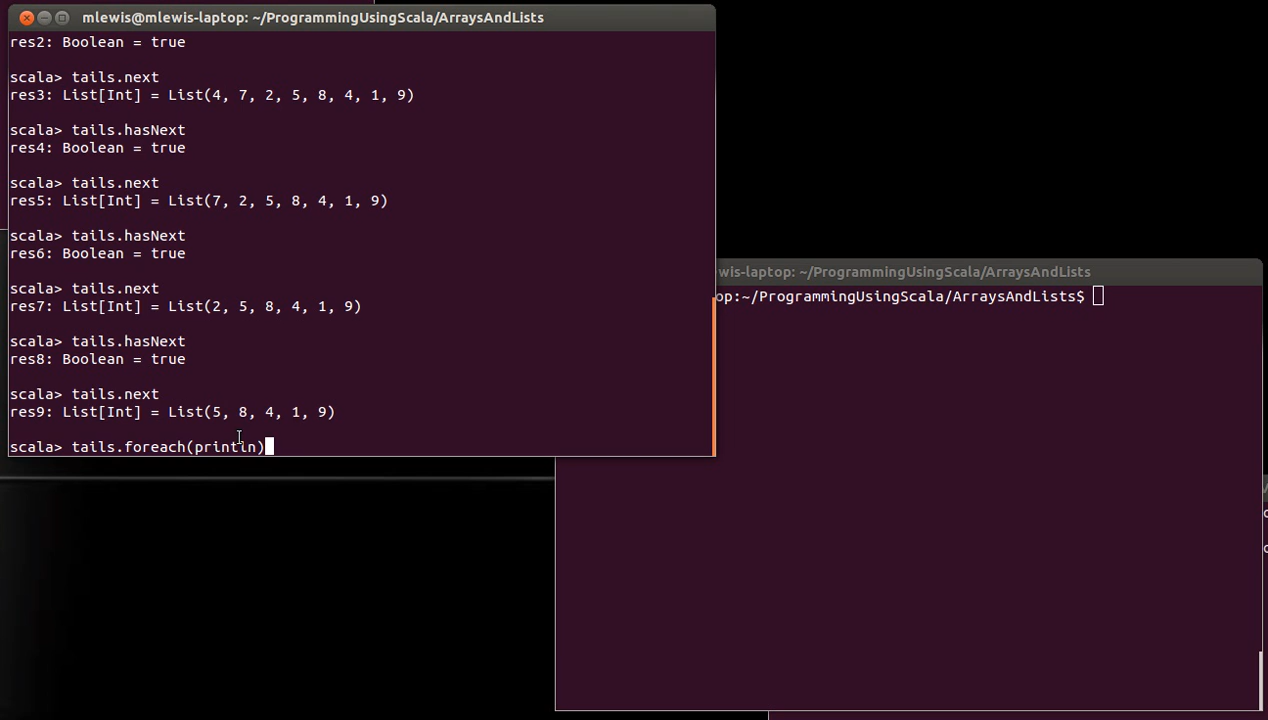 mlewis@mlewis-laptop: ~/ProgrammingUsingScala/ArraysAndLists
res2: Boolean = true
scala> tails.next
res3: List[Int] = List(4, 7, 2, 5, 8, 4, 1, 9)
scala> tails.hasNext
res4: Boolean = true
scala> tails.next
res5: List[Int] = List(7, 2, 5, 8, 4, 1, 9)
scala> tails.hasNext
res6: Boolean = true
scala> tails.next
res7: List[Int] = List(2, 5, 8, 4, 1, 9)
scala> tails.hasNext
res8: Boolean = true
scala> tails.next
res9: List[Int] = List(5, 8, 4, 1, 9)
scala> tails.foreach(println)
wis-laptop: ~/ProgrammingUsingScala/ArraysAndLists
op:~/ProgrammingUsingScala/ArraysAndLists$